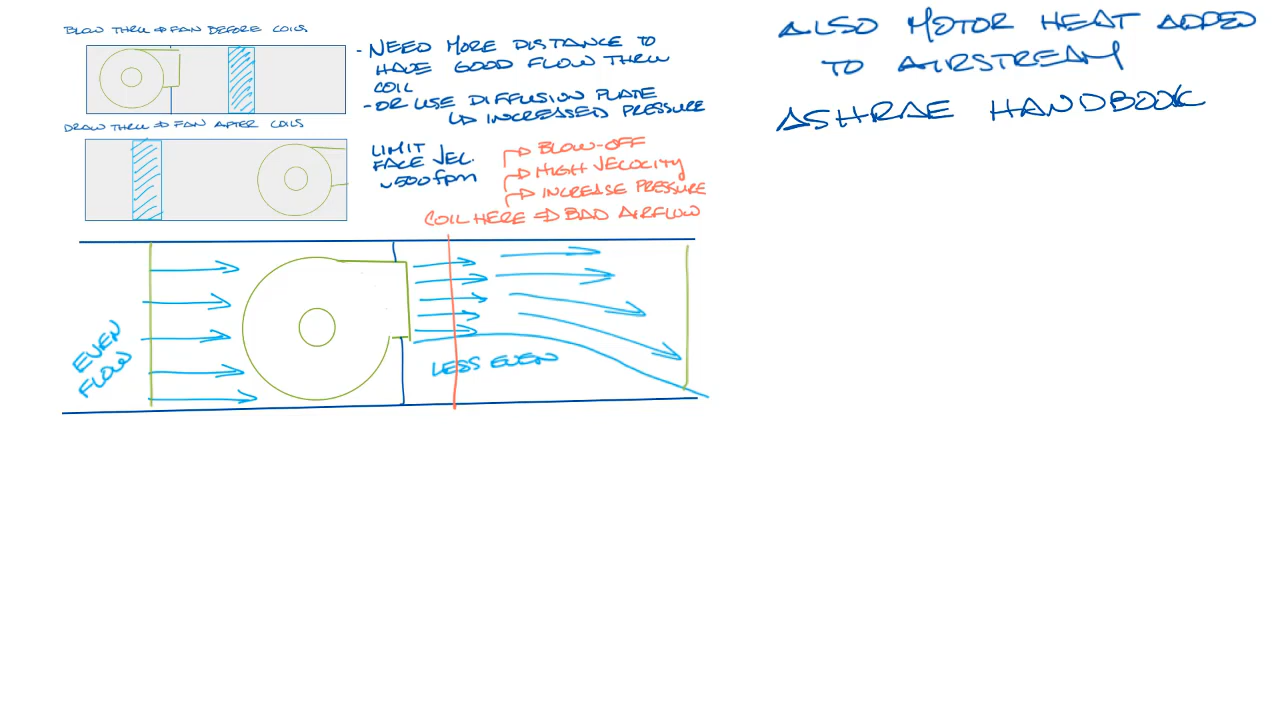 BLOW THRU ⇒ FAN BEFORE COILS
- NEED MORE DISTANCE TO
HAVE GOOD FLOW THRU
COIL
- OR USE DIFFUSION PLATE
↳ INCREASED PRESSURE
DRAW THRU ⇒ FAN AFTER COILS
LIMIT
FACE VEL.
~500 fpm
→ BLOW-OFF
→ HIGH VELOCITY
→ INCREASE PRESSURE
COIL HERE ⇒ BAD AIRFLOW
EVEN
FLOW
LESS EVEN
ALSO MOTOR HEAT ADDED
TO AIRSTREAM
ASHRAE HANDBOOK